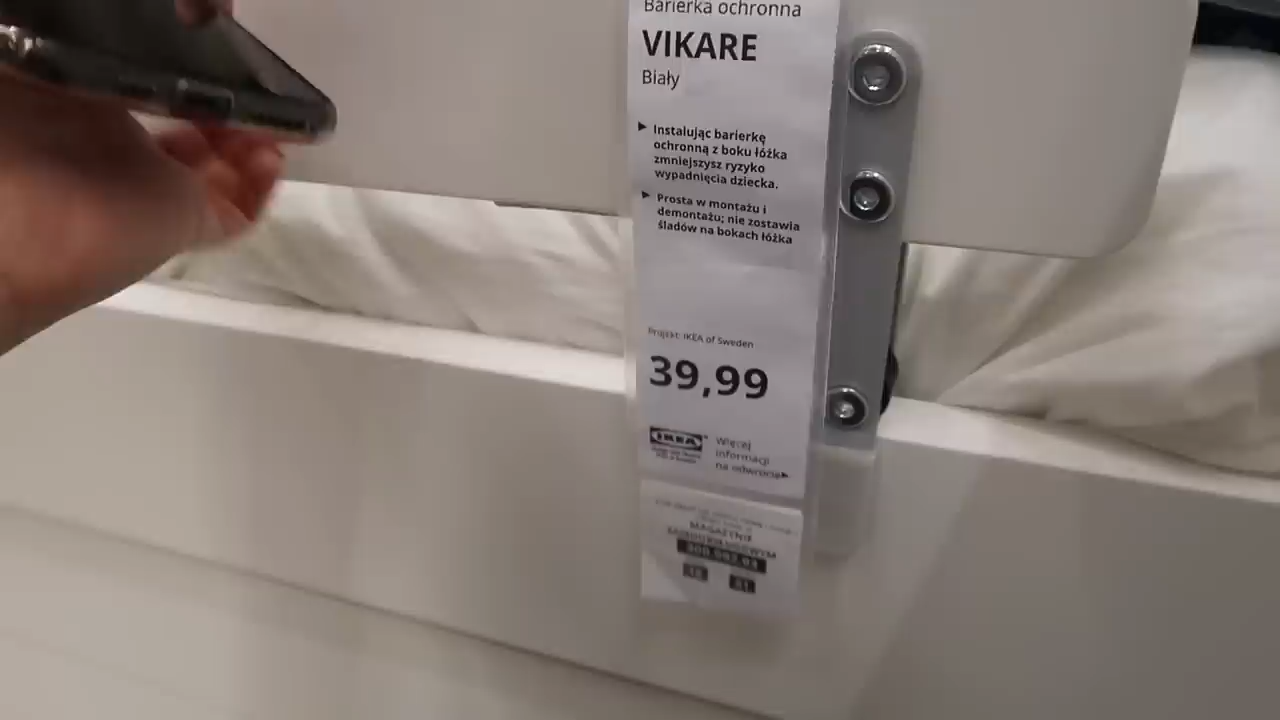 Barierka ochronna
VIKARE
Biały
Instalując barierkę
ochronną z boku łóżka
zmniejszysz ryzyko
wypadnięcia dziecka.
Prosta w montażu i
demontażu; nie zostawia
śladów na bokach łóżka
Projekt: IKEA of Sweden
39,99
IKEA
Więcej
informacji
na odwrocie
MAGAZYNIE